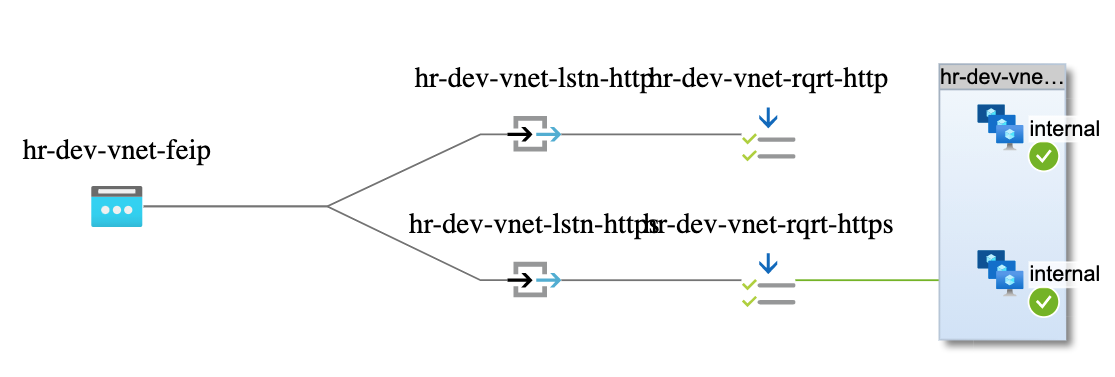 hr-dev-vnet-lstn-http
hr-dev-vnet-rqrt-http
hr-dev-vne...
internal
hr-dev-vnet-feip
hr-dev-vnet-lstn-https
hr-dev-vnet-rqrt-https
internal